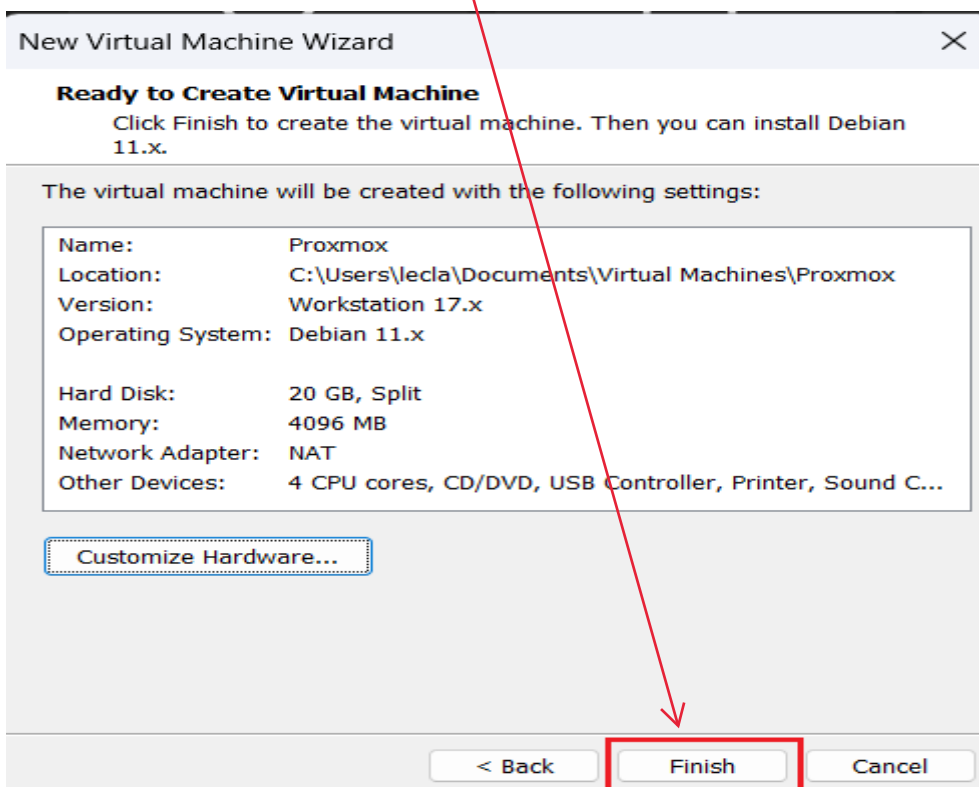 New Virtual Machine Wizard
Ready to Create Virtual Machine
Click Finish to create the virtual machine. Then you can install Debian
11.x.
The virtual machine will be created with the following settings:
Name: Proxmox
Location: C:\Users\lecla\Documents\Virtual Machines\Proxmox
Version: Workstation 17.x
Operating System: Debian 11.x
Hard Disk: 20 GB, Split
Memory: 4096 MB
Network Adapter: NAT
Other Devices: 4 CPU cores, CD/DVD, USB Controller, Printer, Sound C...
Customize Hardware...
< Back Finish Cancel